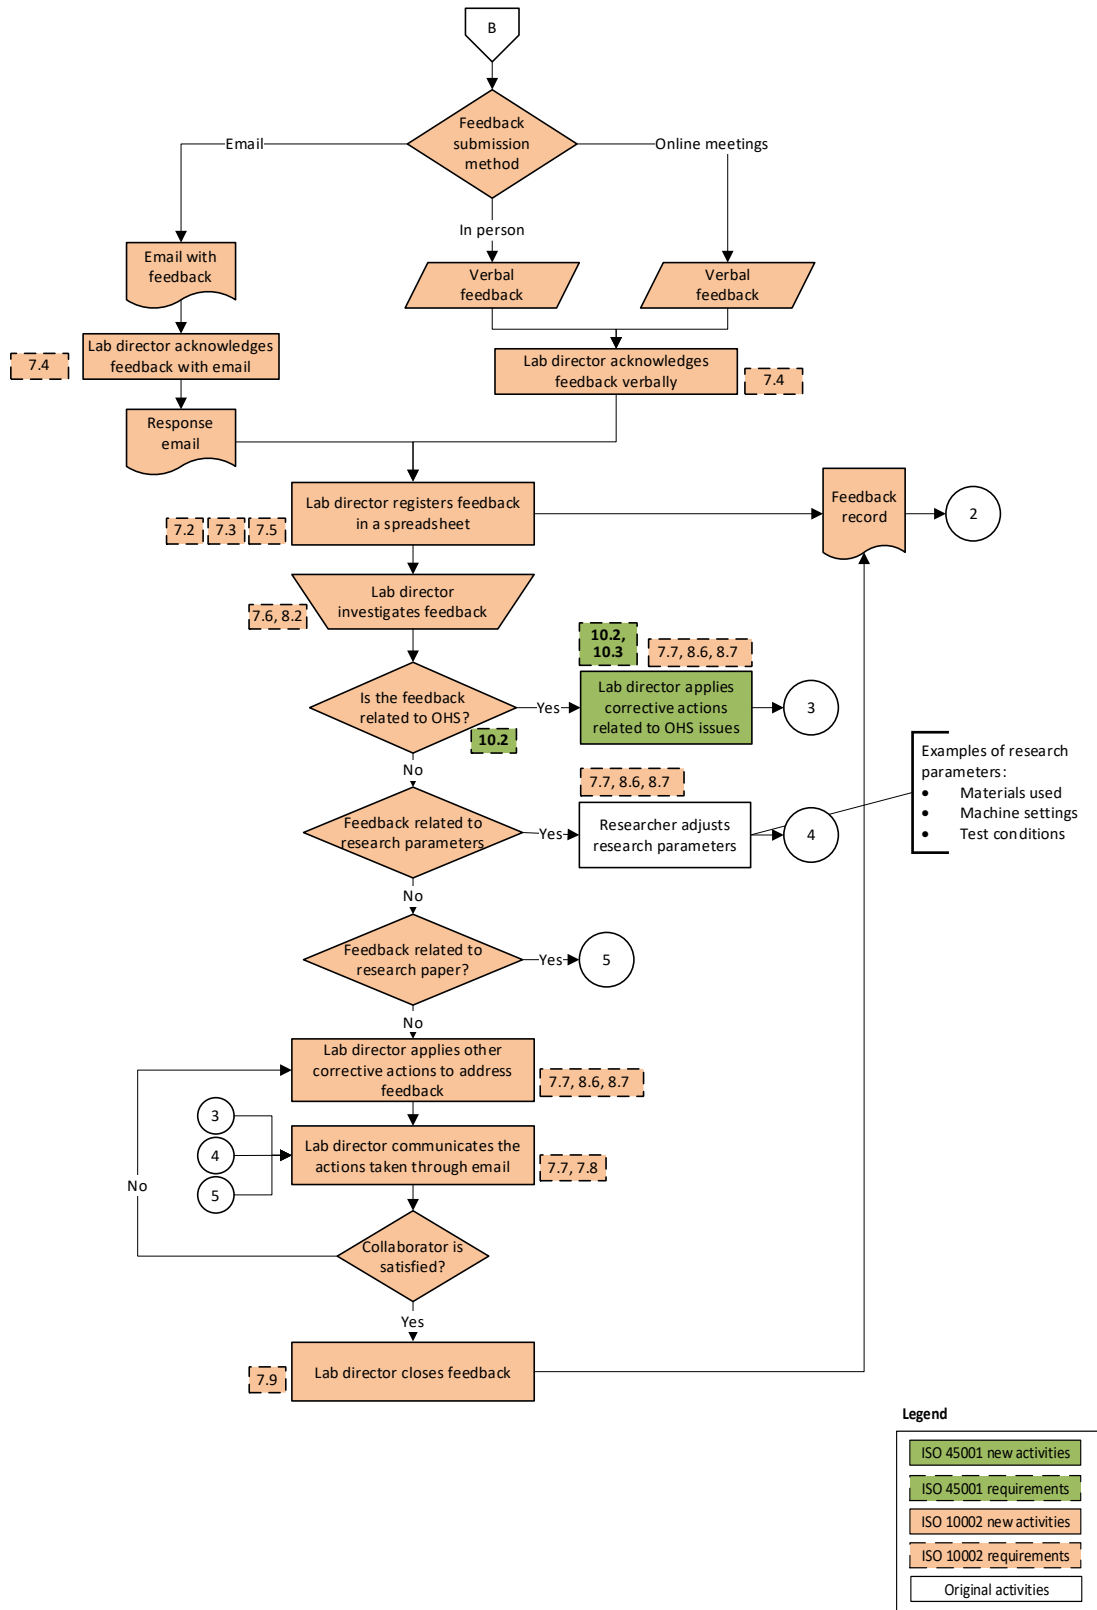 B
Feedback
submission
method
Email
Online meetings
In person
Email with
feedback
Verbal
feedback
Verbal
feedback
7.4
Lab director acknowledges
feedback with email
Lab director acknowledges
feedback verbally
7.4
Response
email
Lab director registers feedback
in a spreadsheet
7.2
7.3
7.5
Feedback
record
2
Lab director
investigates feedback
7.6, 8.2
10.2,
10.3
7.7, 8.6, 8.7
Is the feedback
related to OHS?
Yes
Lab director applies
corrective actions
related to OHS issues
3
10.2
No
7.7, 8.6, 8.7
Feedback related to
research parameters
Yes
Researcher adjusts
research parameters
4
Examples of research
parameters:
• Materials used
• Machine settings
• Test conditions
No
Feedback related to
research paper?
Yes
5
No
Lab director applies other
corrective actions to address
feedback
7.7, 8.6, 8.7
3
4
5
Lab director communicates the
actions taken through email
7.7, 7.8
No
Collaborator is
satisfied?
Yes
Lab director closes feedback
7.9
Legend
ISO 45001 new activities
ISO 45001 requirements
ISO 10002 new activities
ISO 10002 requirements
Original activities